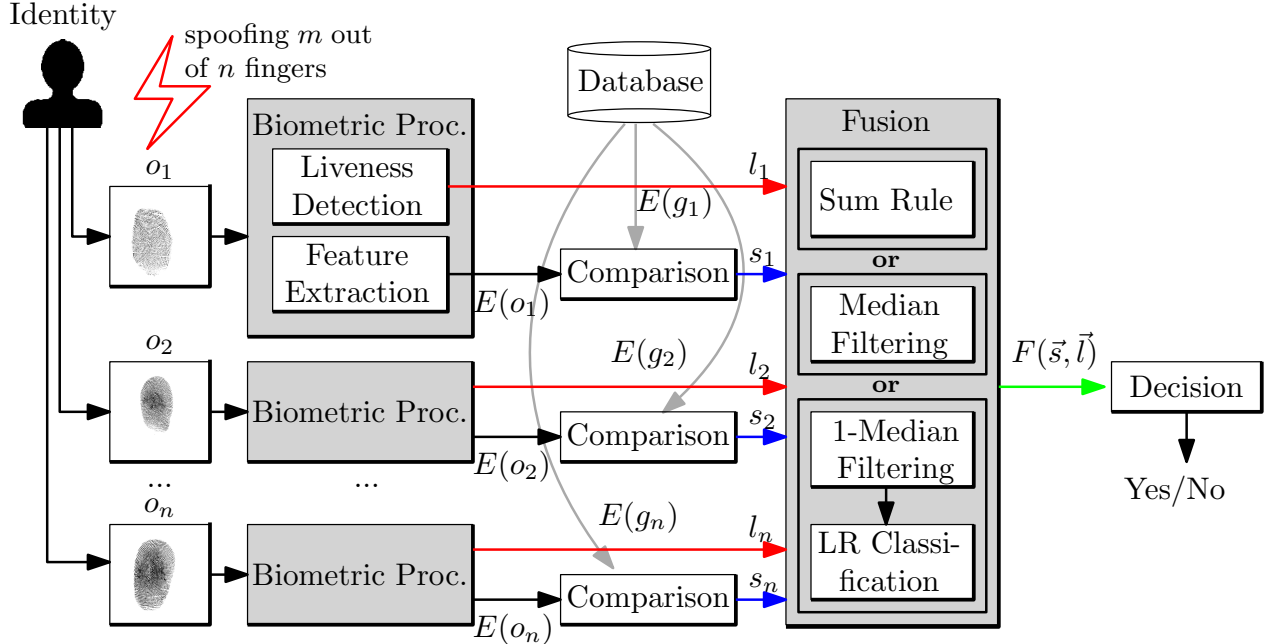 Identity
spoofing m out
of n fingers
Database
Biometric Proc.
Fusion
o₁
Liveness
Detection
l₁
Sum Rule
E(g₁)
or
Feature
Extraction
E(o₁)
Comparison
s₁
Median
Filtering
o₂
E(g₂)
l₂
or
F(s⃗, l⃗)
Decision
Biometric Proc.
E(o₂)
Comparison
s₂
1-Median
Filtering
Yes/No
...
...
oₙ
E(gₙ)
lₙ
LR Classi-
fication
Biometric Proc.
E(oₙ)
Comparison
sₙ